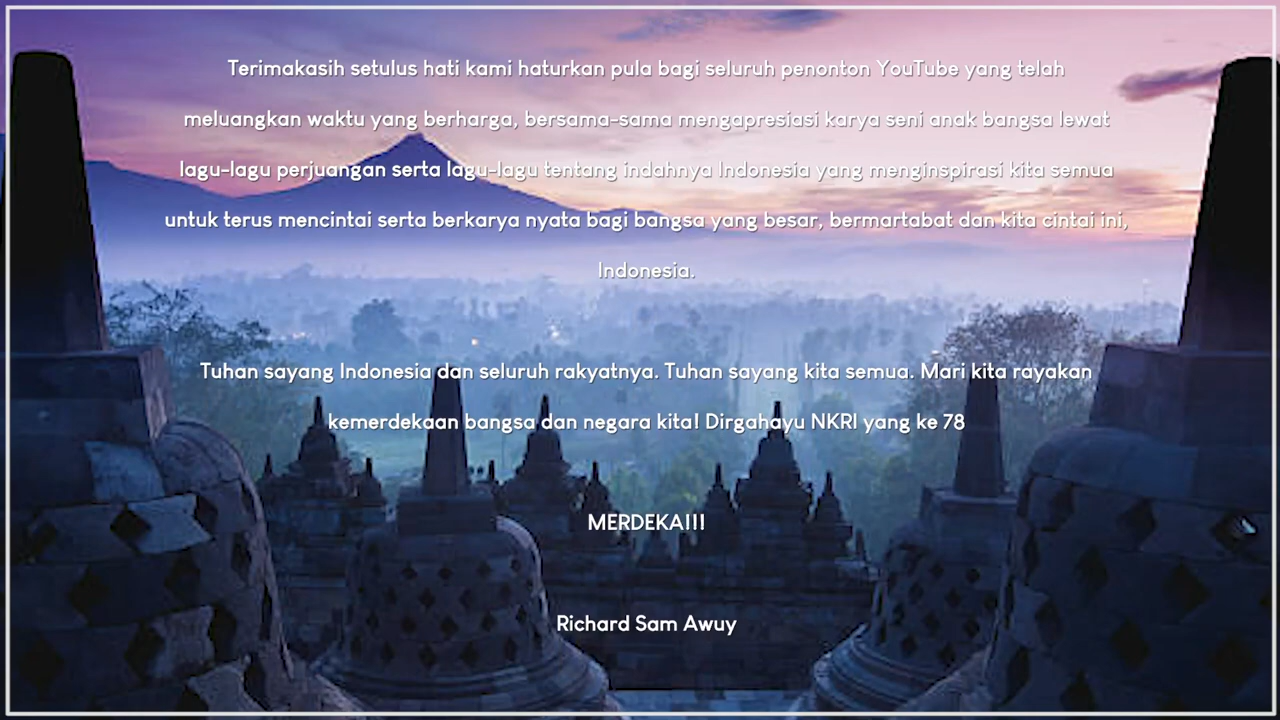 Terimakasih setulus hati kami haturkan pula bagi seluruh penonton YouTube yang telah
meluangkan waktu yang berharga, bersama-sama mengapresiasi karya seni anak bangsa lewat
lagu-lagu perjuangan serta lagu-lagu tentang indahnya Indonesia yang menginspirasi kita semua
untuk terus mencintai serta berkarya nyata bagi bangsa yang besar, bermartabat dan kita cintai ini,
Indonesia.
Tuhan sayang Indonesia dan seluruh rakyatnya. Tuhan sayang kita semua. Mari kita rayakan
kemerdekaan bangsa dan negara kita! Dirgahayu NKRI yang ke 78
MERDEKA!!!
Richard Sam Awuy